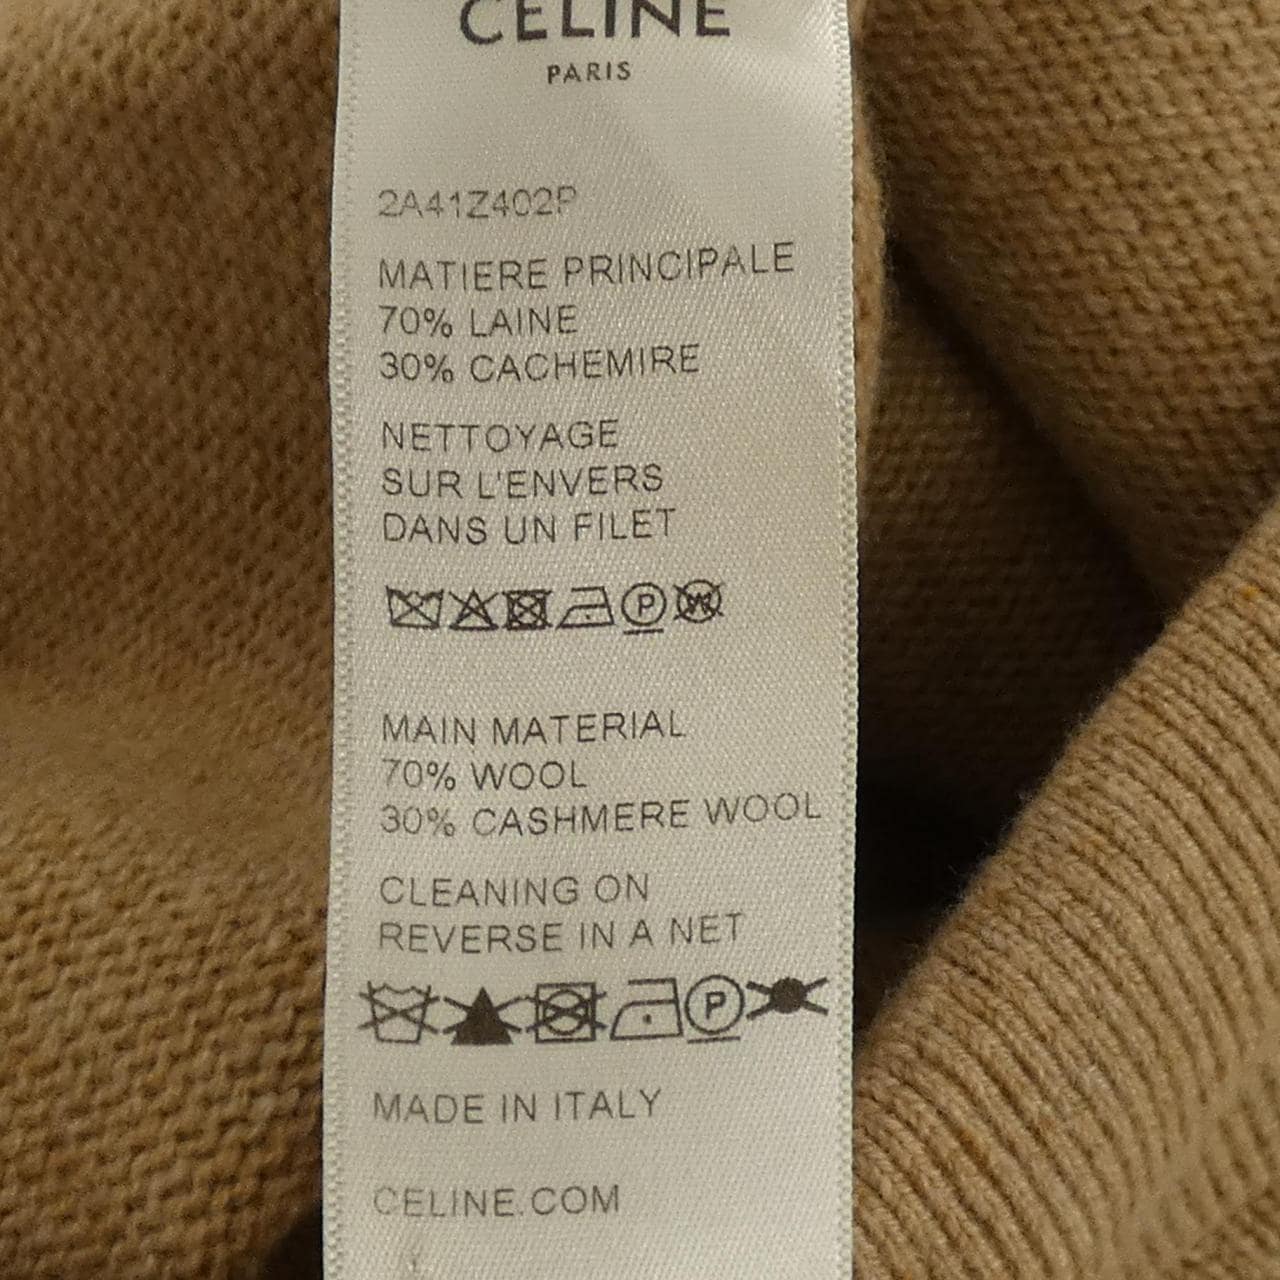 CELINE
PARIS
2A41Z402P
MATIERE PRINCIPALE
70% LAINE
30% CACHEMIRE
NETTOYAGE
SUR L'ENVERS
DANS UN FILET
P W
MAIN MATERIAL
70% WOOL
30% CASHMERE WOOL
CLEANING ON
REVERSE IN A NET
P
MADE IN ITALY
CELINE.COM